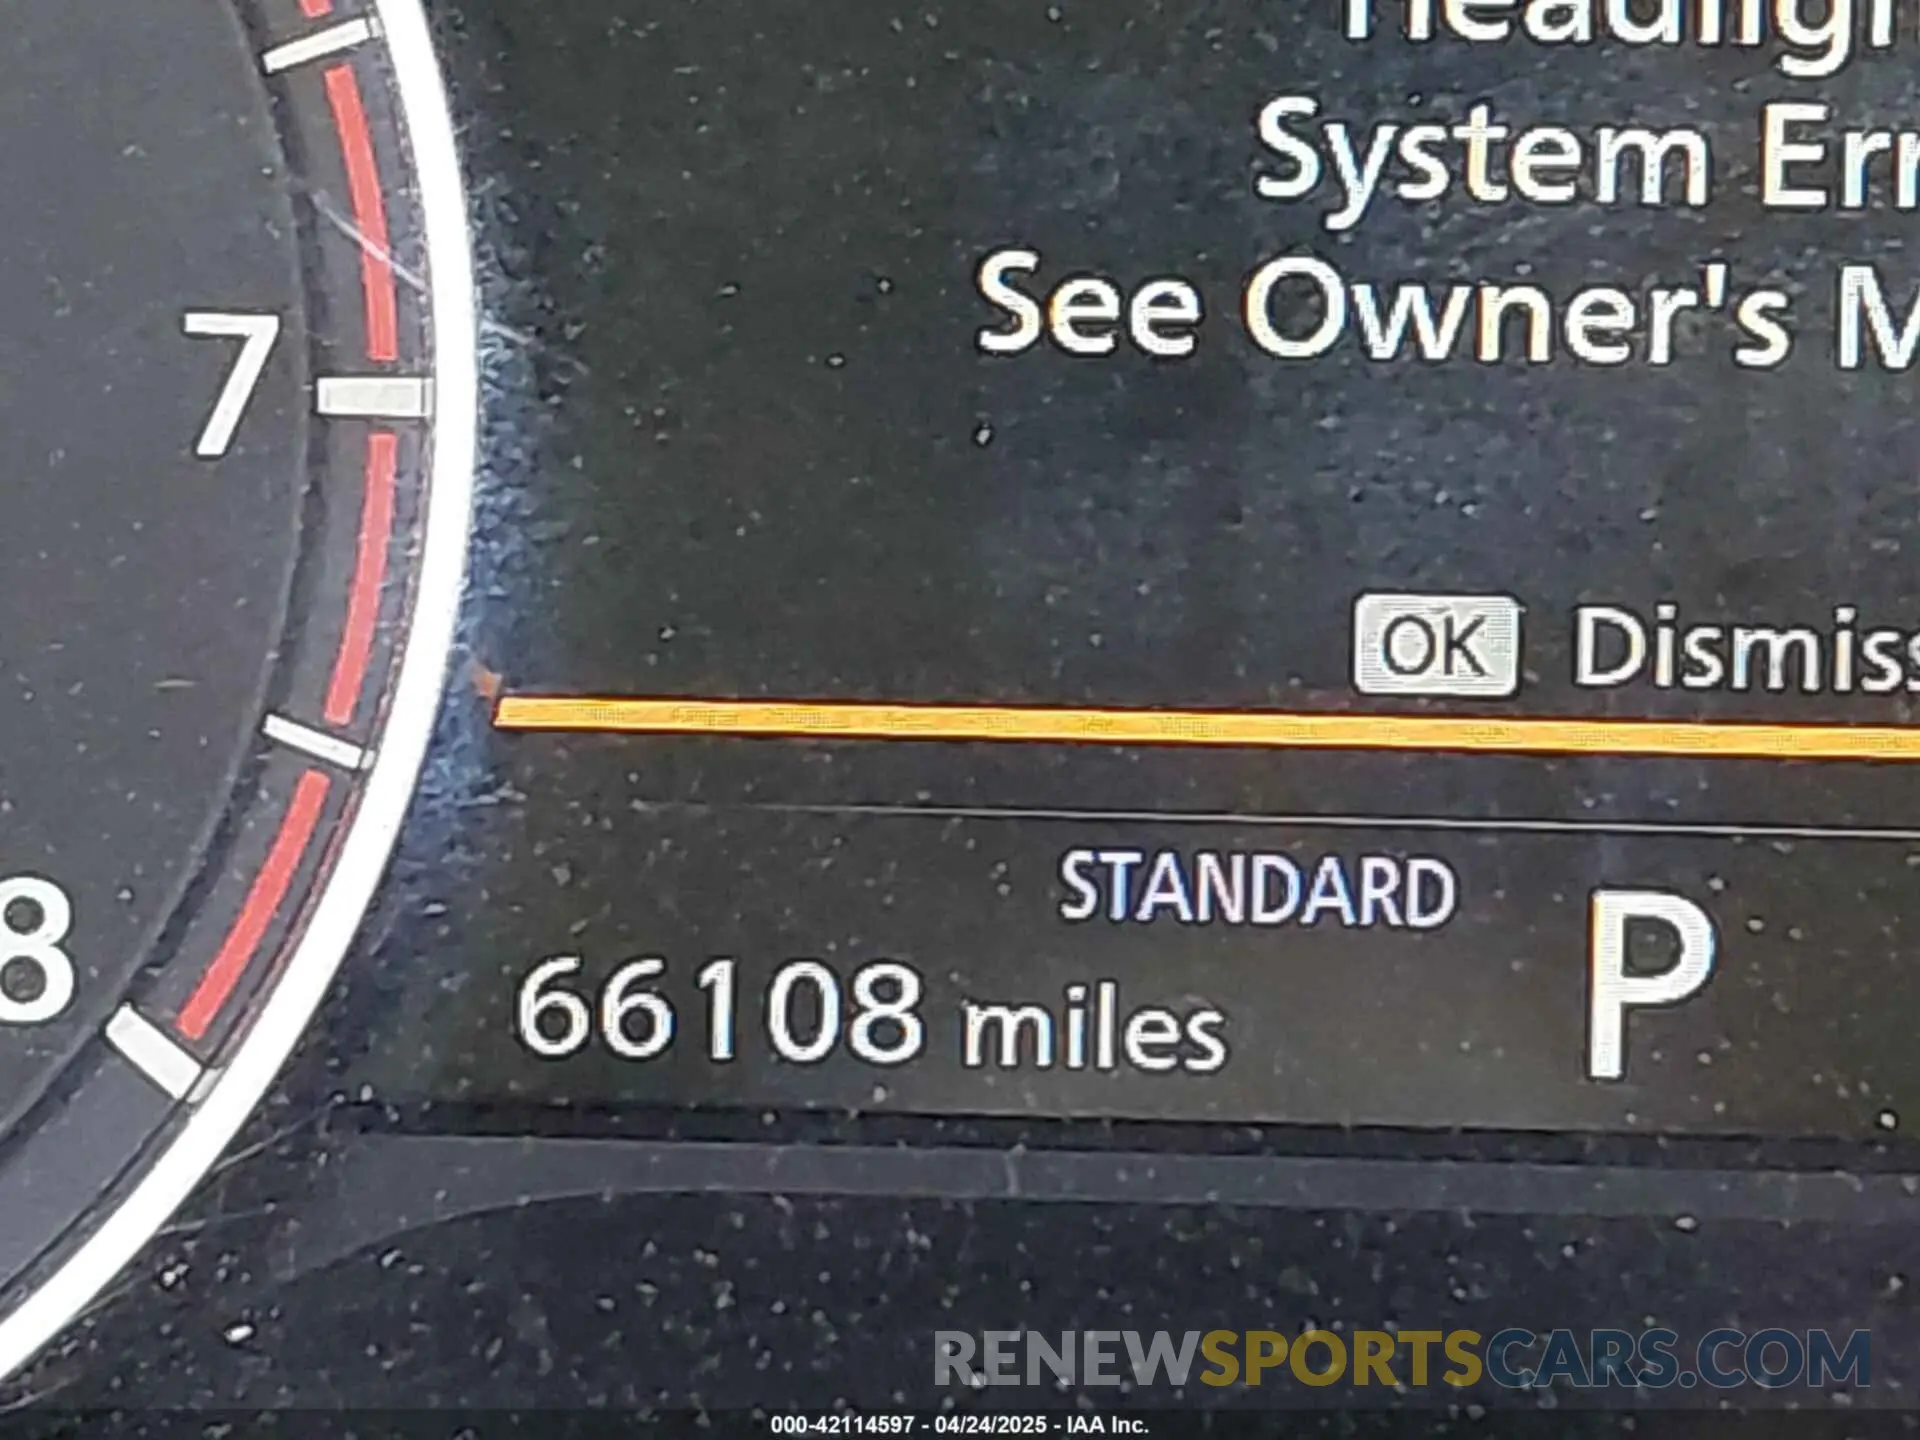 System
See Owner's
OK Dismiss
7
STANDARD
8
P
66108 miles
RENEWSPORTSCARS.COM
000-42114597 - 04/24/2025 - IAA Inc.